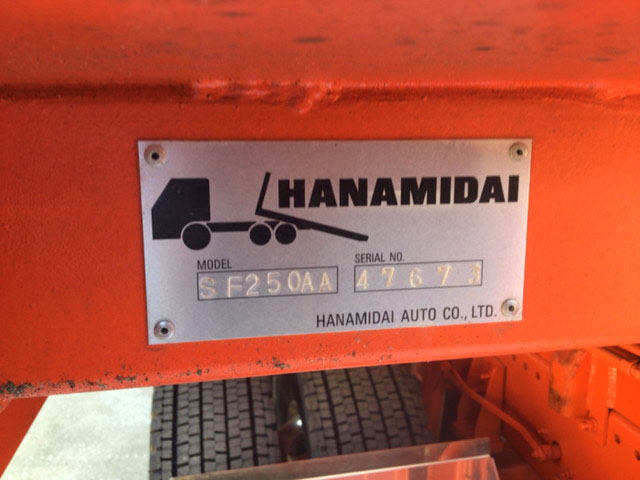 HANAMIDAI
MODEL
SF250AA
SERIAL NO.
47673
HANAMIDAI AUTO CO., LTD.